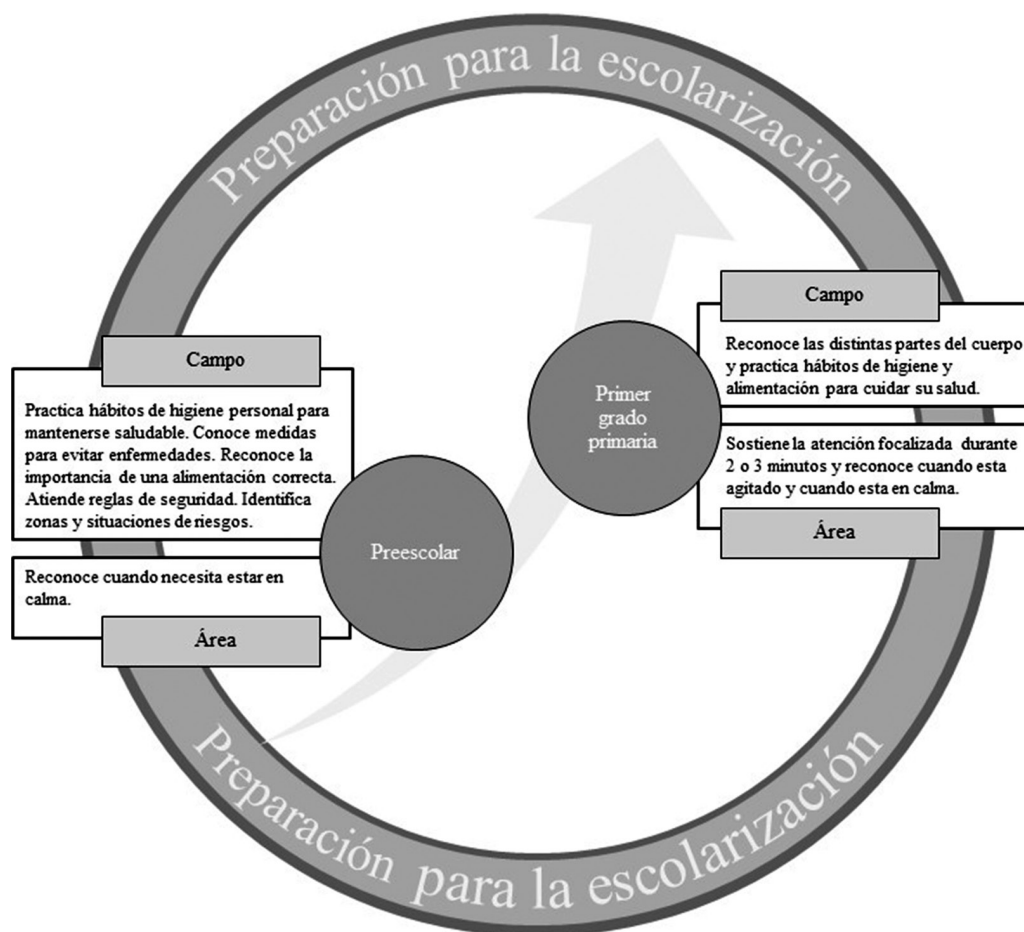 Preparación para la escolarización
Campo
Practica hábitos de higiene personal para
mantenerse saludable. Conoce medidas
para evitar enfermedades. Reconoce la
importancia de una alimentación correcta.
Atiende reglas de seguridad. Identifica
zonas y situaciones de riesgos.
Preescolar
Reconoce cuando necesita estar en
calma.
Área
Campo
Reconoce las distintas partes del cuerpo
y practica hábitos de higiene y
alimentación para cuidar su salud.
Primer
grado
primaria
Sostiene la atención focalizada durante
2 o 3 minutos y reconoce cuando esta
agitado y cuando esta en calma.
Área
Preparación para la escolarización